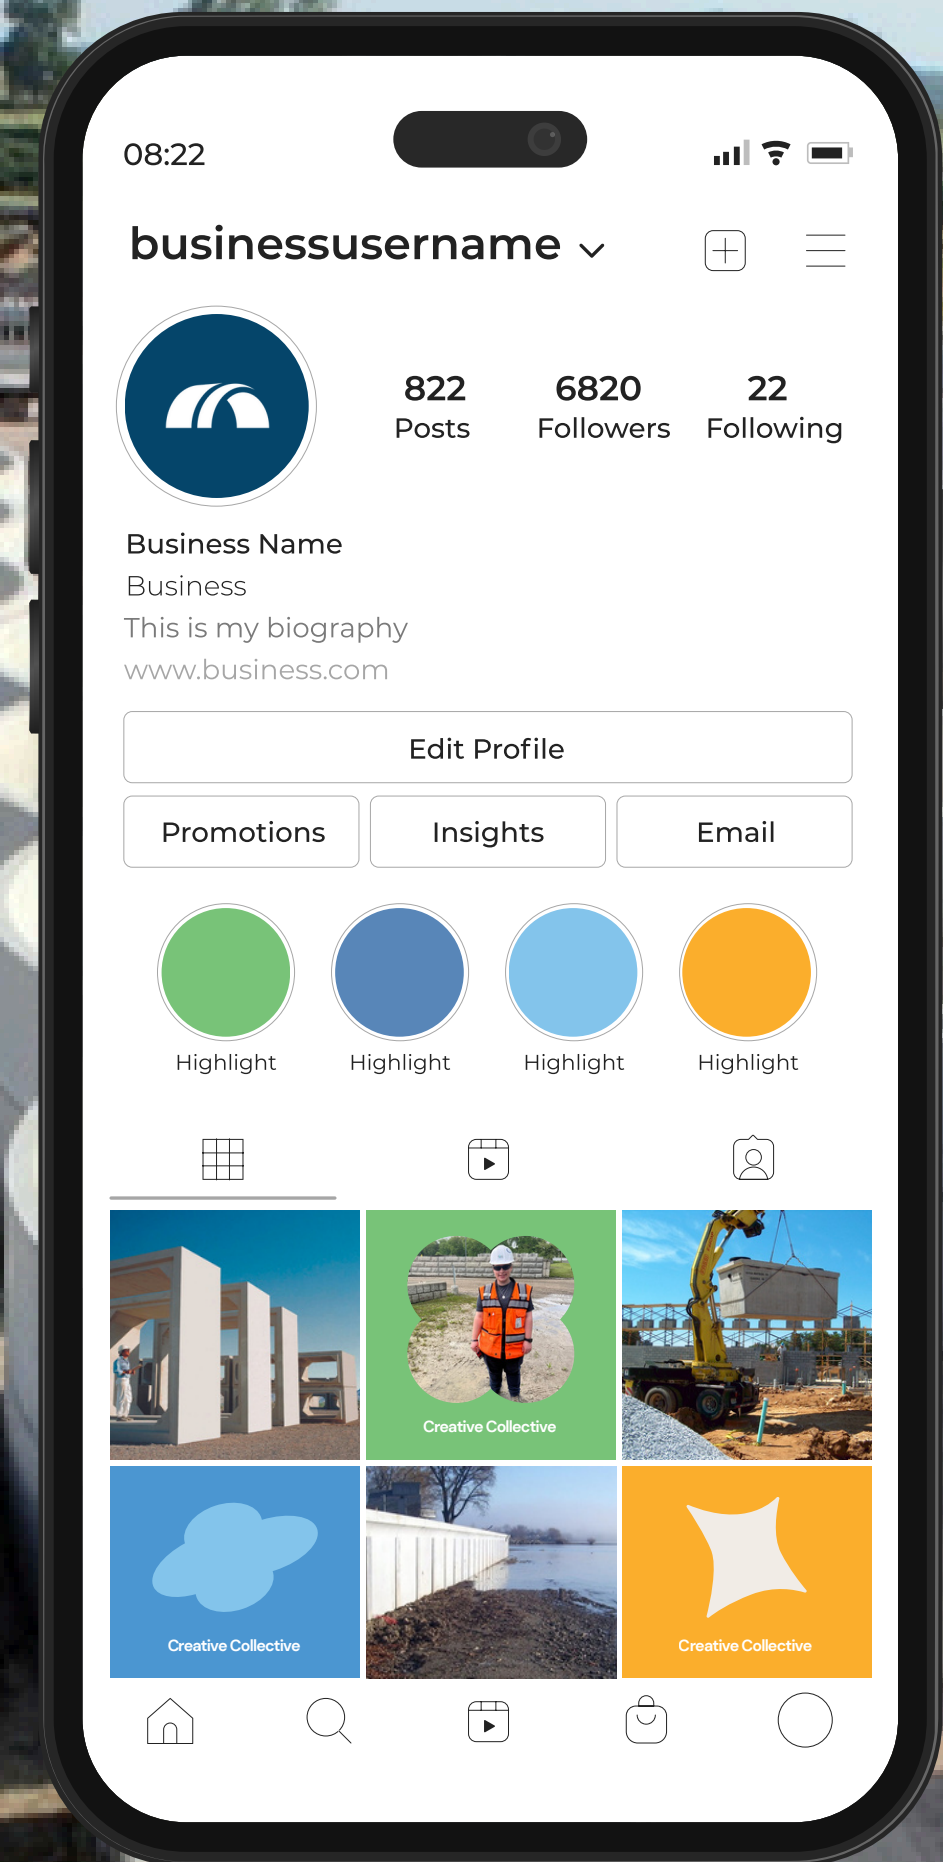 08:22
businessusername
822 6820 22
Posts Followers Following
Business Name
Business
This is my biography
www.business.com
Edit Profile
Promotions Insights Email
Highlight Highlight Highlight Highlight
Creative Collective
Creative Collective
Creative Collective